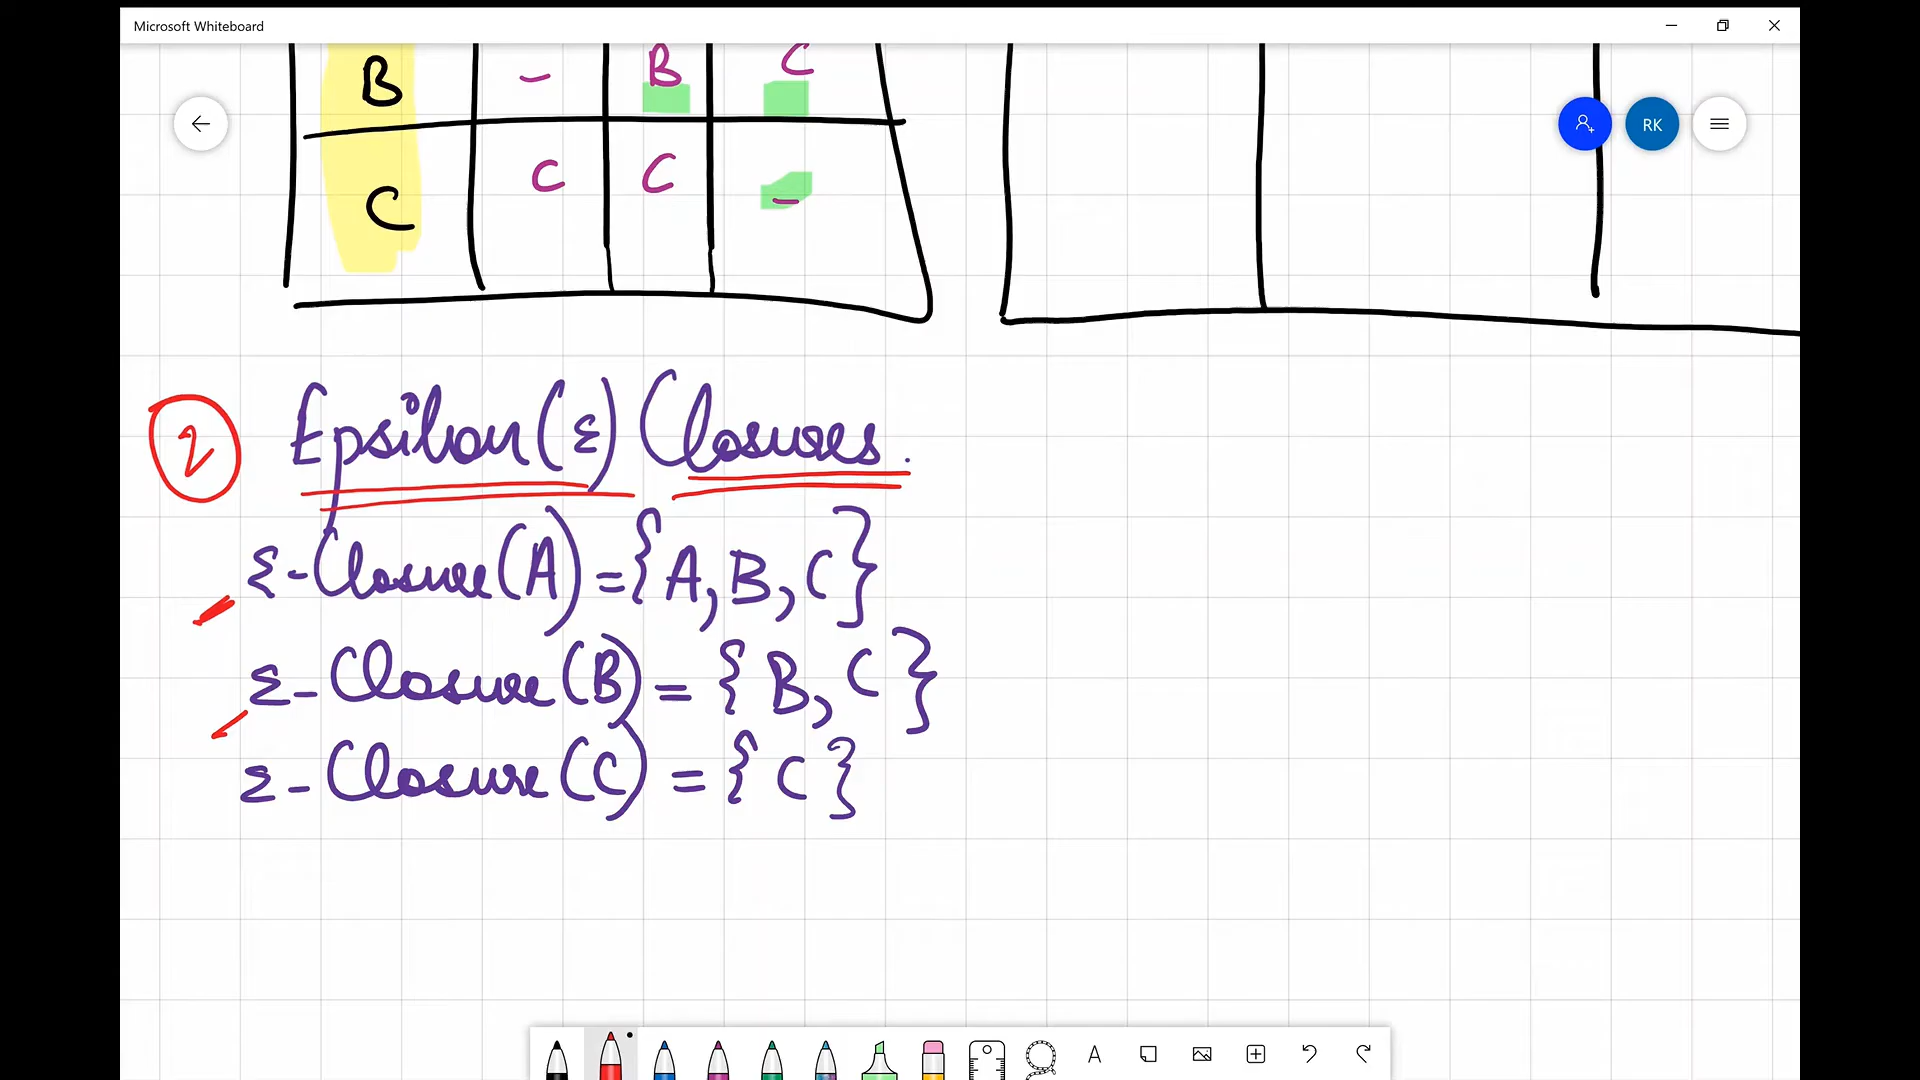 Microsoft Whiteboard
B - B C
C C C -
RK
2 Epsilon (ε) Closures.
ε-Closure(A) = {A, B, C}
ε-Closure(B) = {B, C}
ε-Closure(C) = {C}
A